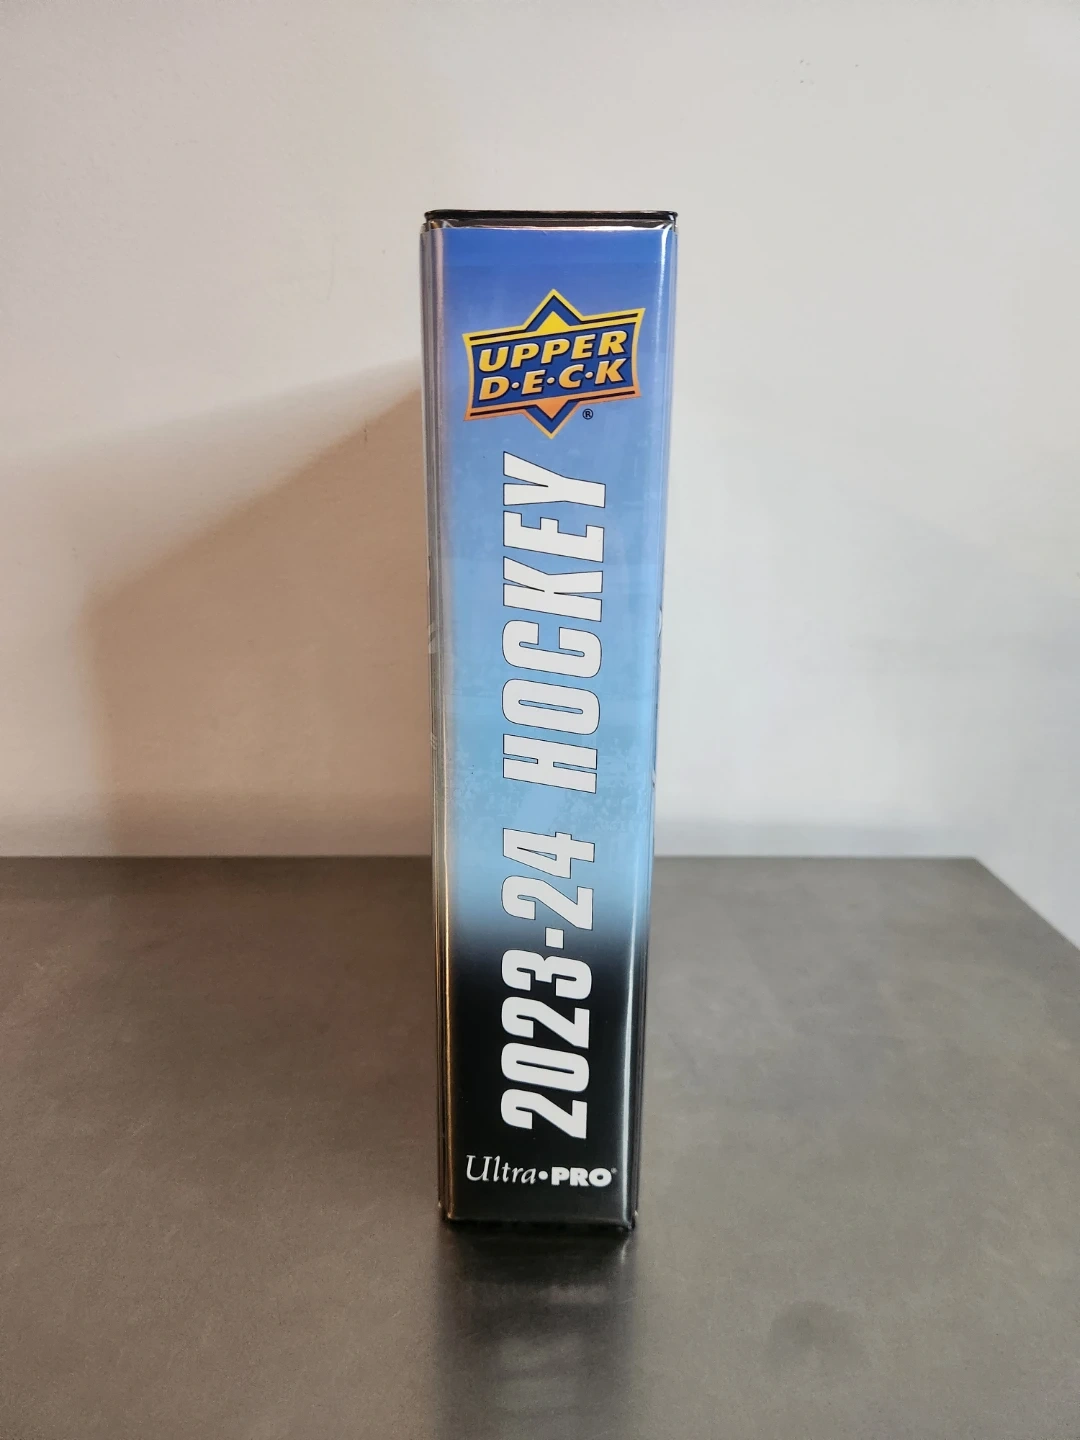 UPPER
D·E·C·K
®
2023-24 HOCKEY
Ultra·PRO®